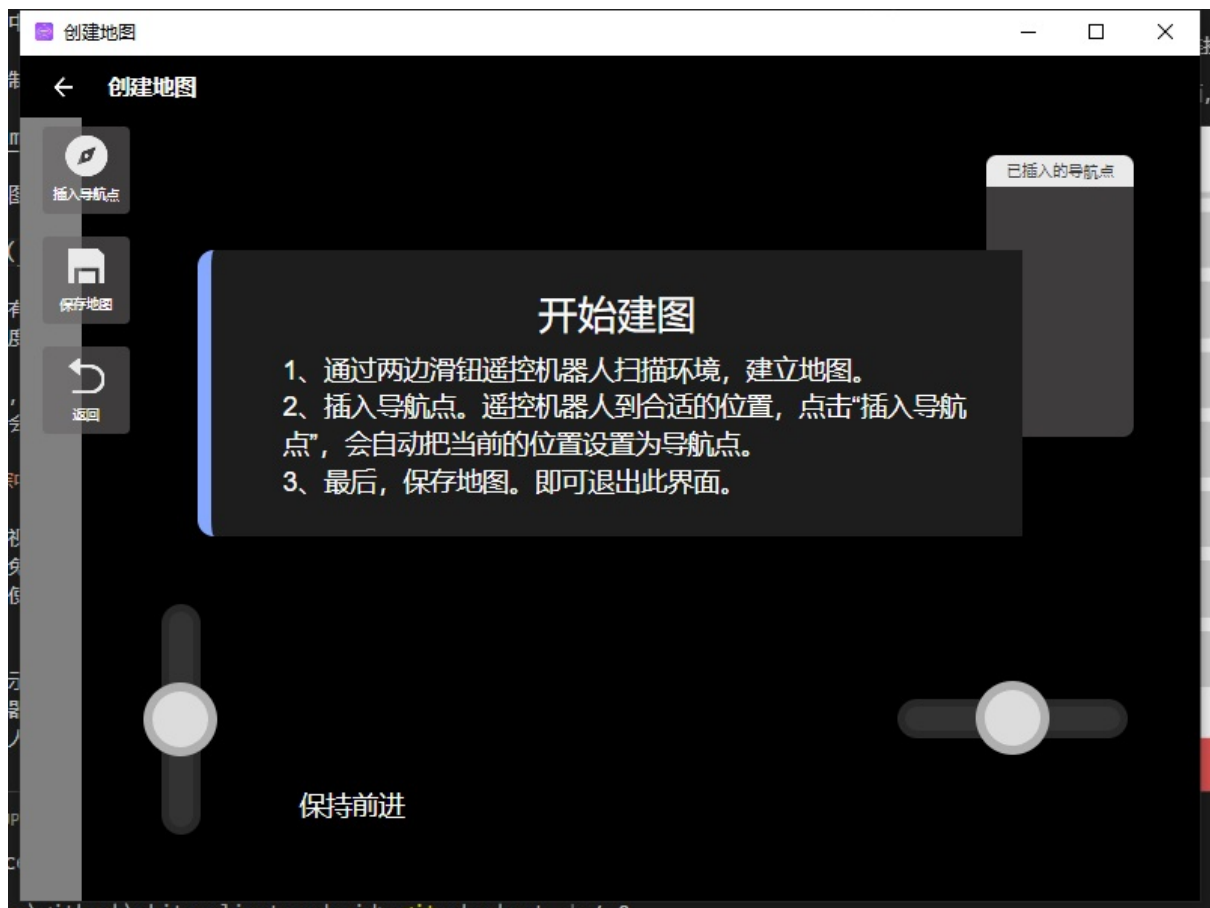 创建地图
创建地图
插入导航点
已插入的导航点
保存地图
返回
开始建图
1、通过两边滑钮遥控机器人扫描环境，建立地图。
2、插入导航点。遥控机器人到合适的位置，点击“插入导航
点”，会自动把当前的位置设置为导航点。
3、最后，保存地图。即可退出此界面。
保持前进